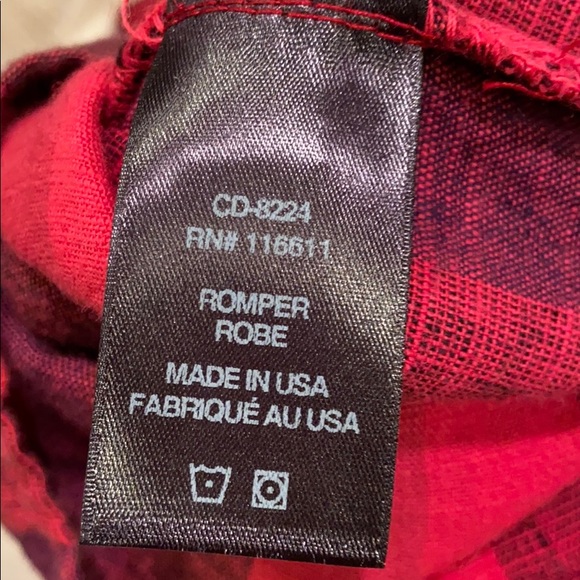 CD-8224
RN# 116611
ROMPER
ROBE
MADE IN USA
FABRIQUÉ AU USA